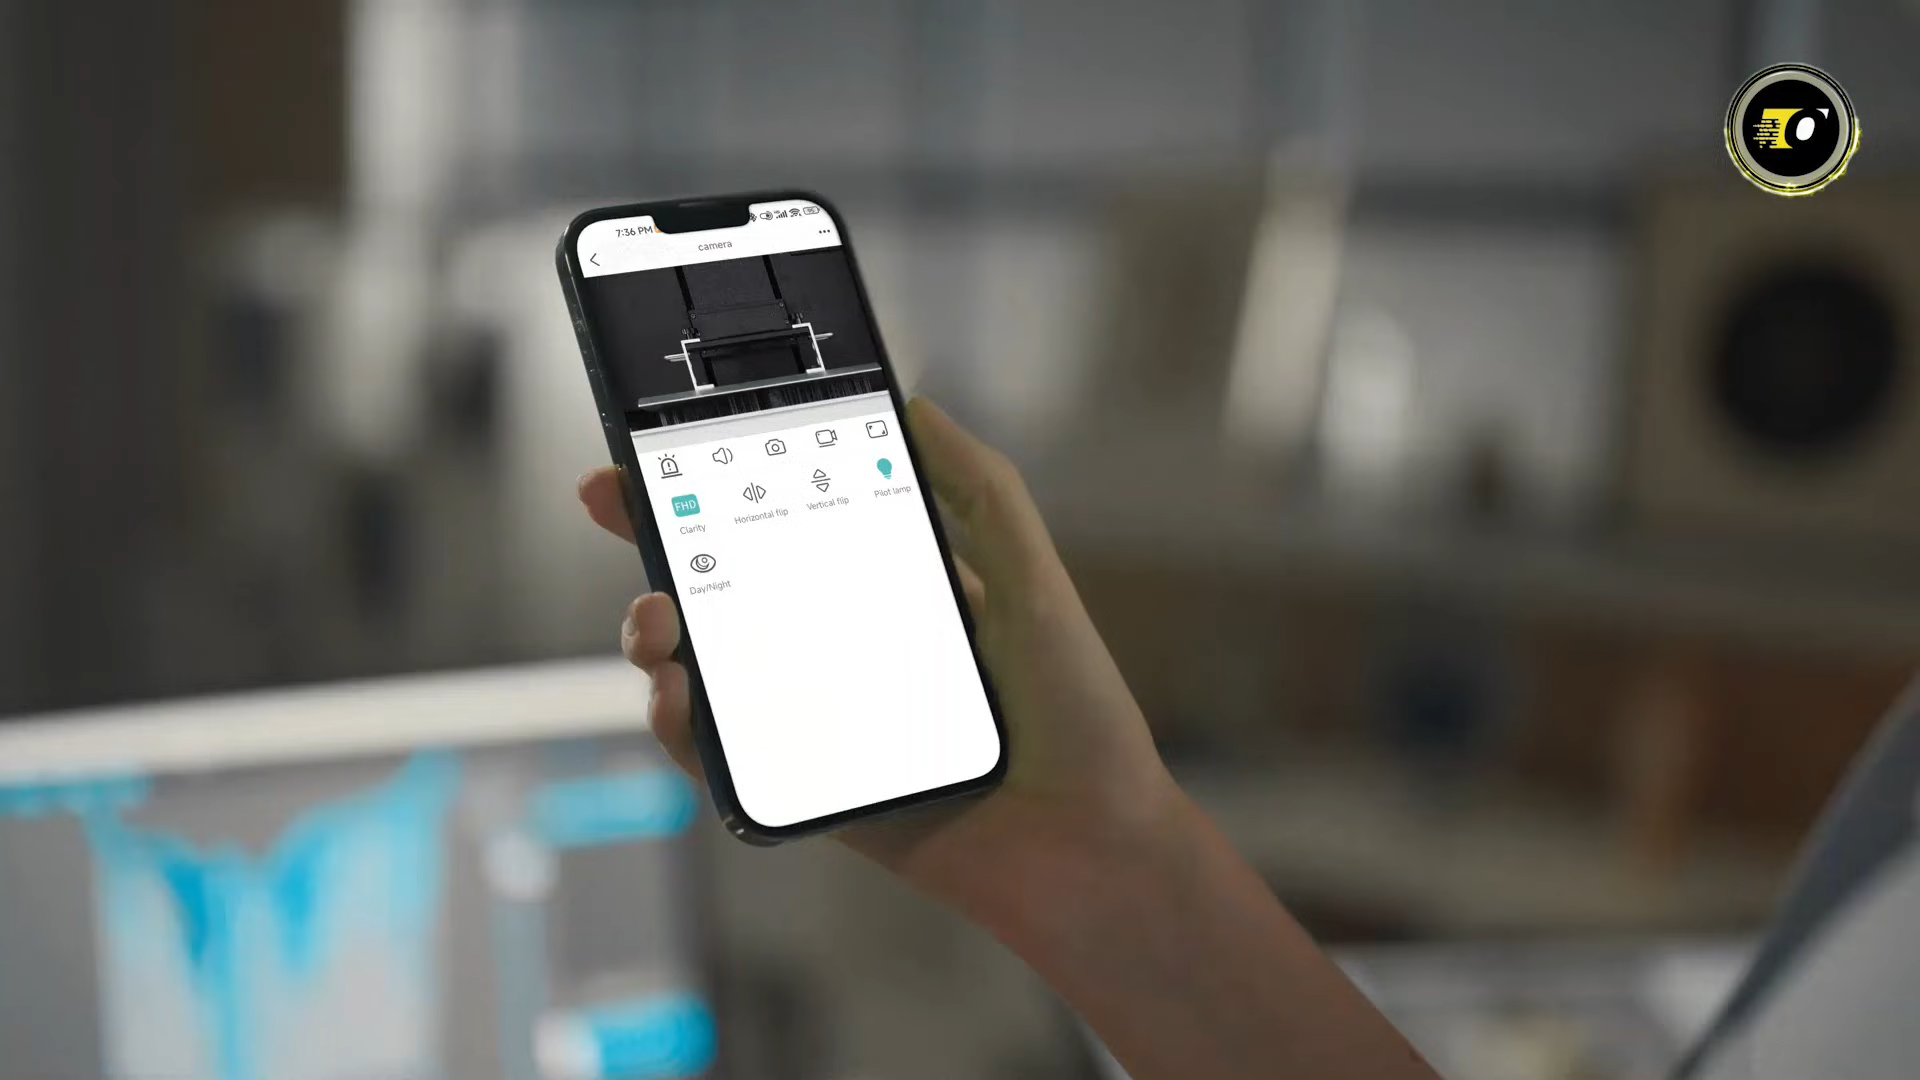 7:36 PM
camera
FHD
Clarity
Horizontal flip
Vertical flip
Pilot lamp
Day/Night